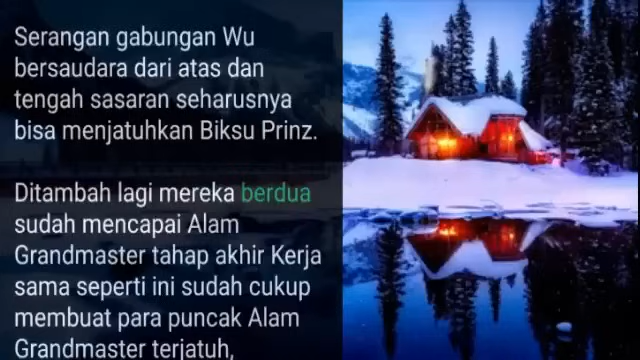 Serangan gabungan Wu
bersaudara dari atas dan
tengah sasaran seharusnya
bisa menjatuhkan Biksu Prinz.
Ditambah lagi mereka berdua
sudah mencapai Alam
Grandmaster tahap akhir Kerja
sama seperti ini sudah cukup
membuat para puncak Alam
Grandmaster terjatuh,